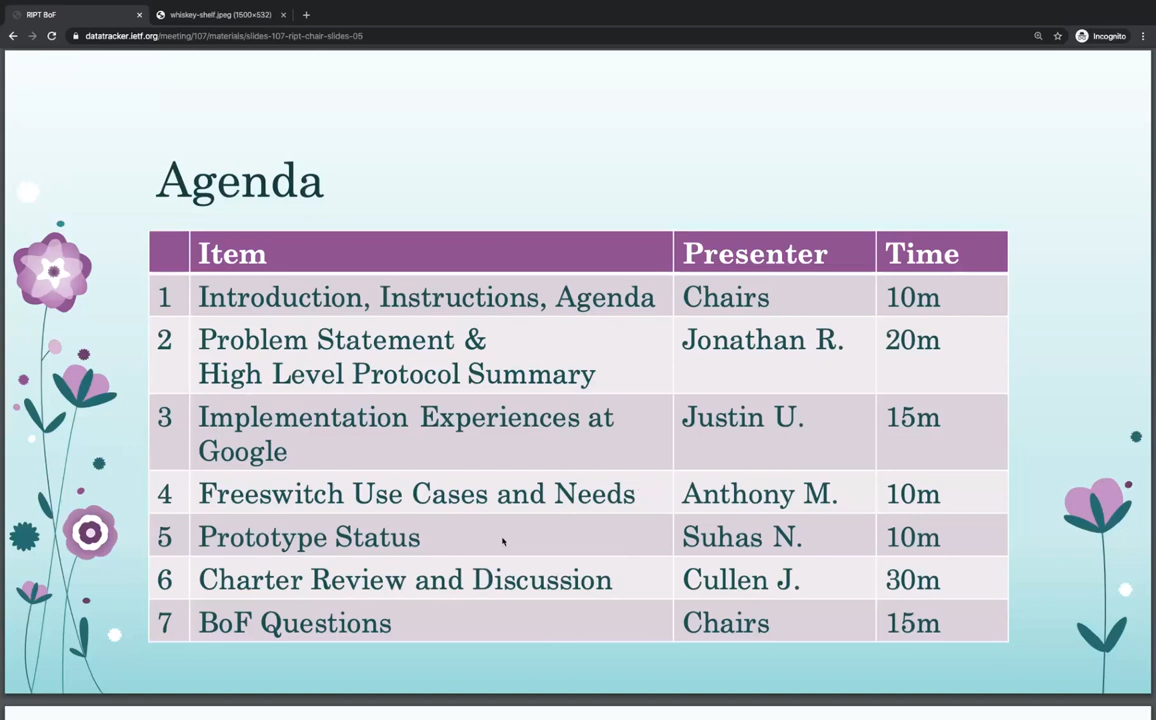 RIPT BoF
whiskey-shelf.jpeg (1500×532)
datatracker.ietf.org/meeting/107/materials/slides-107-ript-chair-slides-05
Incognito
Agenda
Item Presenter Time
1 Introduction, Instructions, Agenda Chairs 10m
2 Problem Statement & Jonathan R. 20m
High Level Protocol Summary
3 Implementation Experiences at Justin U. 15m
Google
4 Freeswitch Use Cases and Needs Anthony M. 10m
5 Prototype Status Suhas N. 10m
6 Charter Review and Discussion Cullen J. 30m
7 BoF Questions Chairs 15m